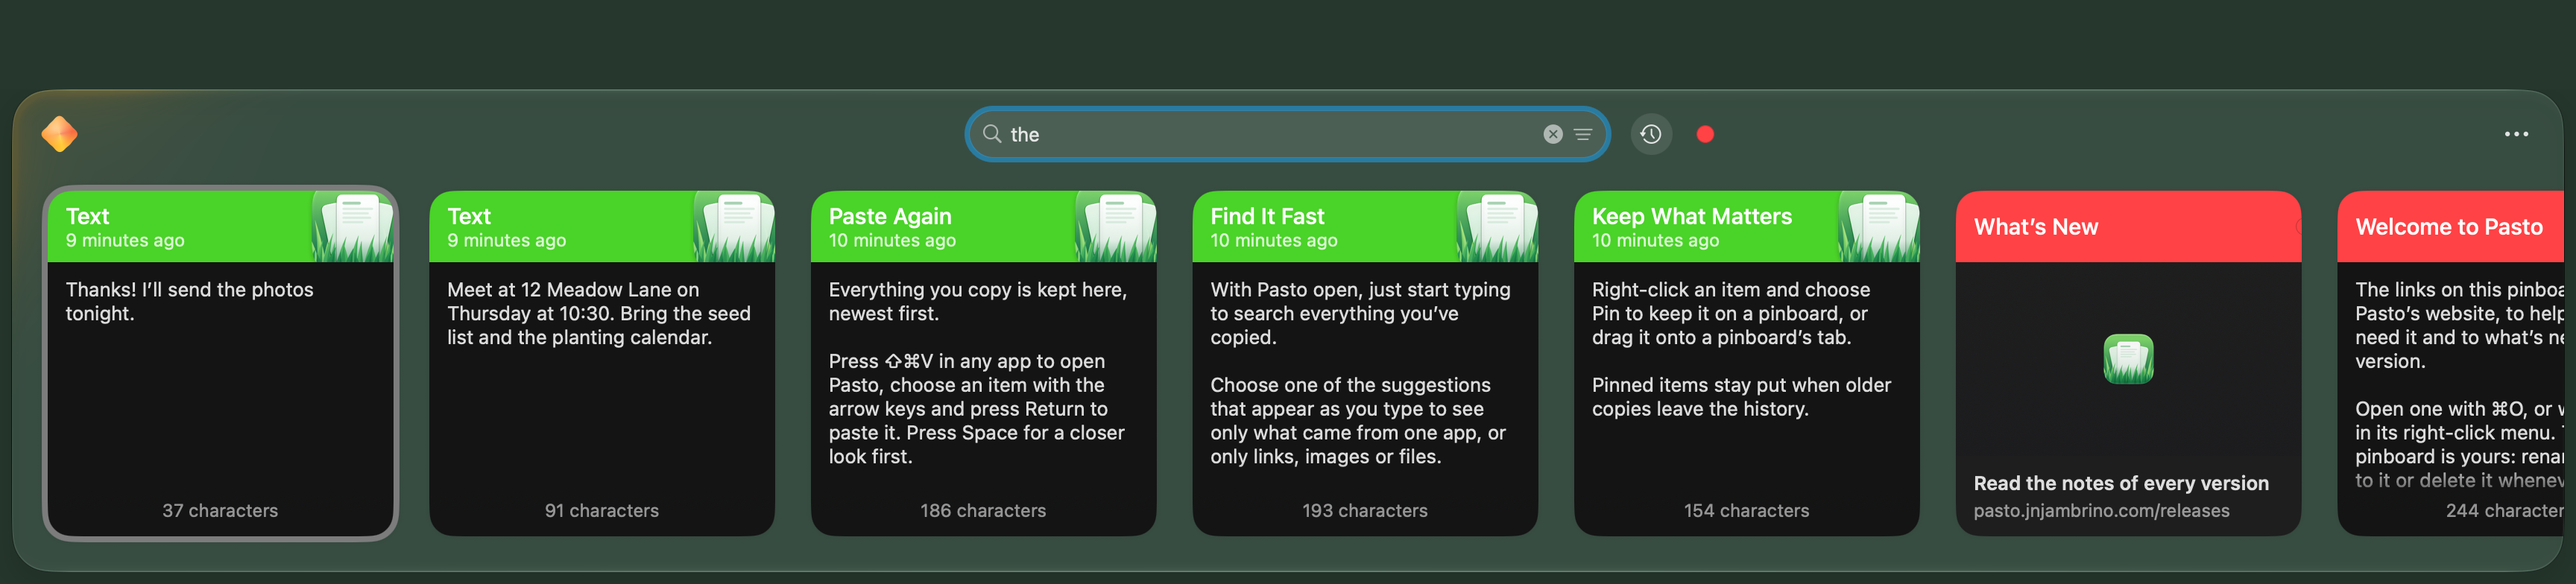 the
Text
9 minutes ago
Thanks! I’ll send the photos
tonight.
37 characters
Text
9 minutes ago
Meet at 12 Meadow Lane on
Thursday at 10:30. Bring the seed
list and the planting calendar.
91 characters
Paste Again
10 minutes ago
Everything you copy is kept here,
newest first.
Press ⇧⌘V in any app to open
Pasto, choose an item with the
arrow keys and press Return to
paste it. Press Space for a closer
look first.
186 characters
Find It Fast
10 minutes ago
With Pasto open, just start typing
to search everything you’ve
copied.
Choose one of the suggestions
that appear as you type to see
only what came from one app, or
only links, images or files.
193 characters
Keep What Matters
10 minutes ago
Right-click an item and choose
Pin to keep it on a pinboard, or
drag it onto a pinboard’s tab.
Pinned items stay put when older
copies leave the history.
154 characters
What’s New
Read the notes of every version
pasto.jnjambrino.com/releases
Welcome to Pasto
The links on this
Pasto’s website, to help
need it and to what’s
version.
Open one with ⌘O, or
in its right-click menu.
pinboard is yours:
to it or delete it
244